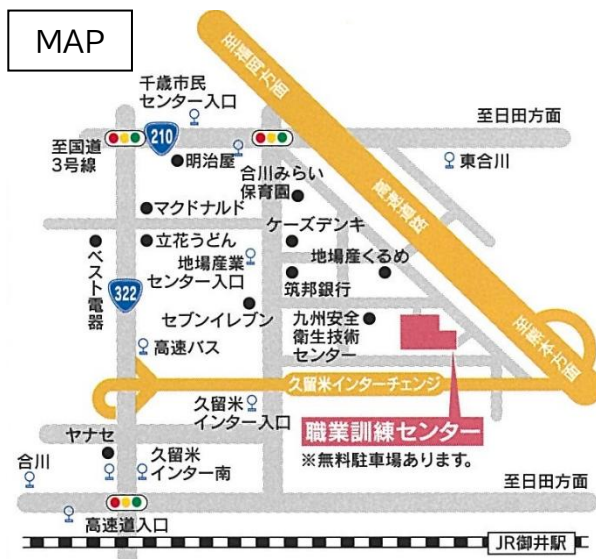 MAP
千歳市民
センター入口
至福岡方面
210
至日田方面
至国道
3号線
明治屋
合川みらい
保育園
東合川
高速道路
マクドナルド
ケーズデンキ
立花うどん
地場産業
センター入口
地場産くるめ
ベスト電器
322
筑邦銀行
セブンイレブン
九州安全
衛生技術
センター
至熊本方面
高速バス
久留米インターチェンジ
久留米
インター入口
職業訓練センター
※無料駐車場あります。
ヤナセ
合川
久留米
インター南
至日田方面
高速道入口
JR御井駅